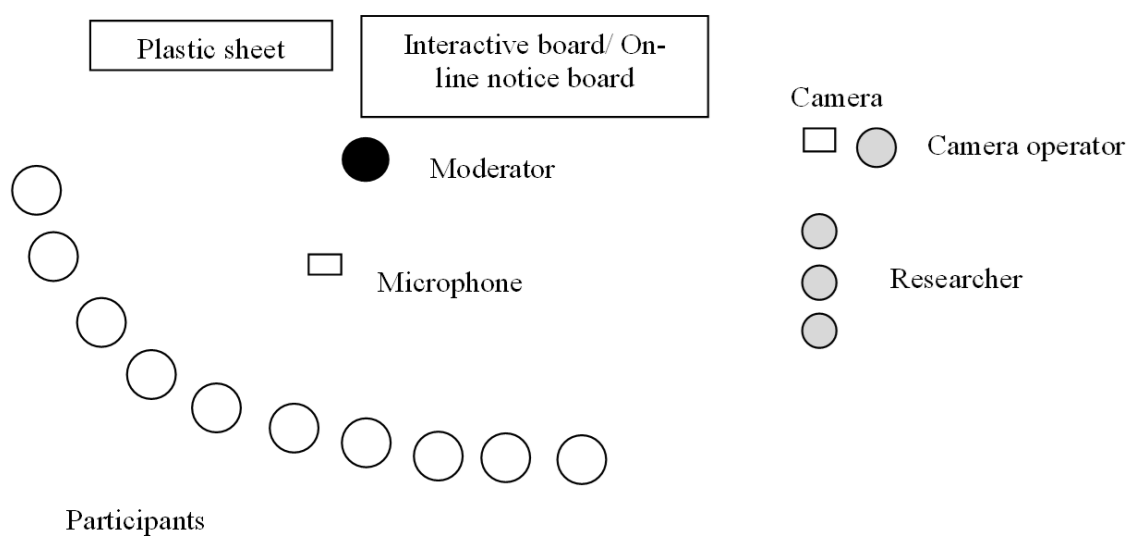 Plastic sheet
Interactive board/ On-
line notice board
Camera
Camera operator
Moderator
Microphone
Researcher
Participants